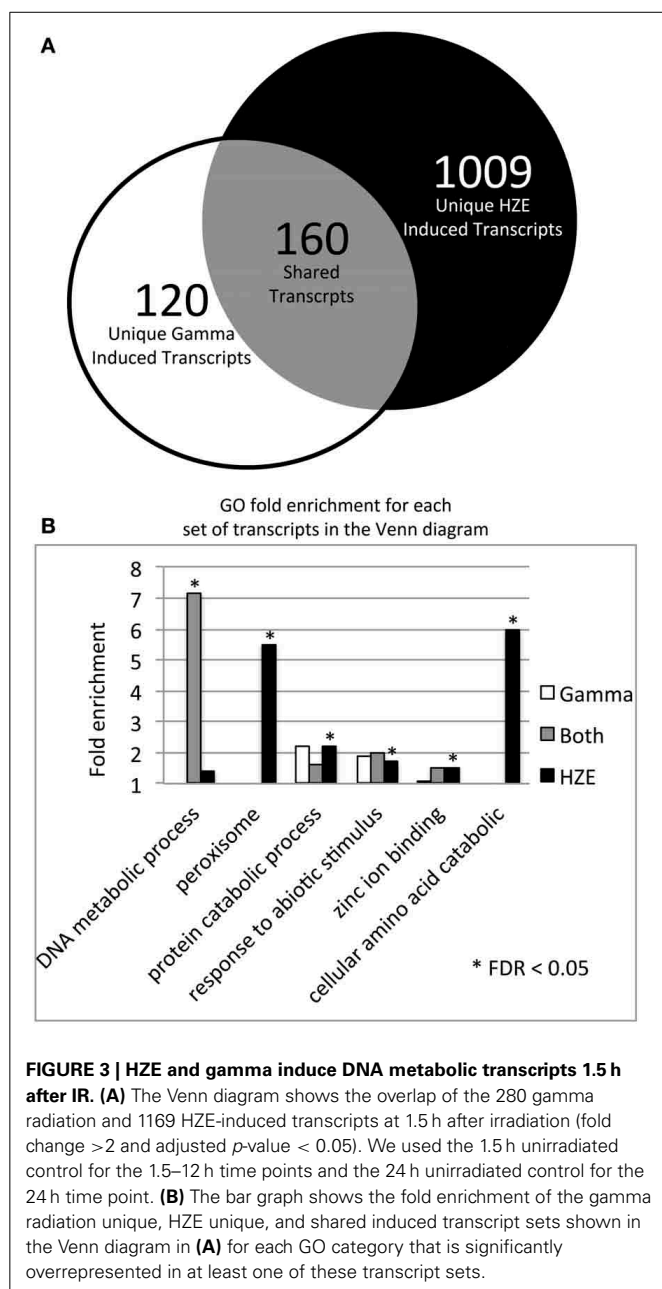 A
1009
Unique HZE
Induced Transcripts
160
Shared
Transcrpts
120
Unique Gamma
Induced Transcripts
B
GO fold enrichment for each
set of transcripts in the Venn diagram
Fold enrichment
8
7
6
5
4
3
2
1
*
*
*
*
*
*
Gamma
Both
HZE
DNA metabolic process
peroxisome
protein catabolic process
response to abiotic stimulus
zinc ion binding
cellular amino acid catabolic
* FDR < 0.05
FIGURE 3 | HZE and gamma induce DNA metabolic transcripts 1.5 h
after IR. (A) The Venn diagram shows the overlap of the 280 gamma
radiation and 1169 HZE-induced transcripts at 1.5 h after irradiation (fold
change >2 and adjusted p-value < 0.05). We used the 1.5 h unirradiated
control for the 1.5–12 h time points and the 24 h unirradiated control for the
24 h time point. (B) The bar graph shows the fold enrichment of the gamma
radiation unique, HZE unique, and shared induced transcript sets shown in
the Venn diagram in (A) for each GO category that is significantly
overrepresented in at least one of these transcript sets.